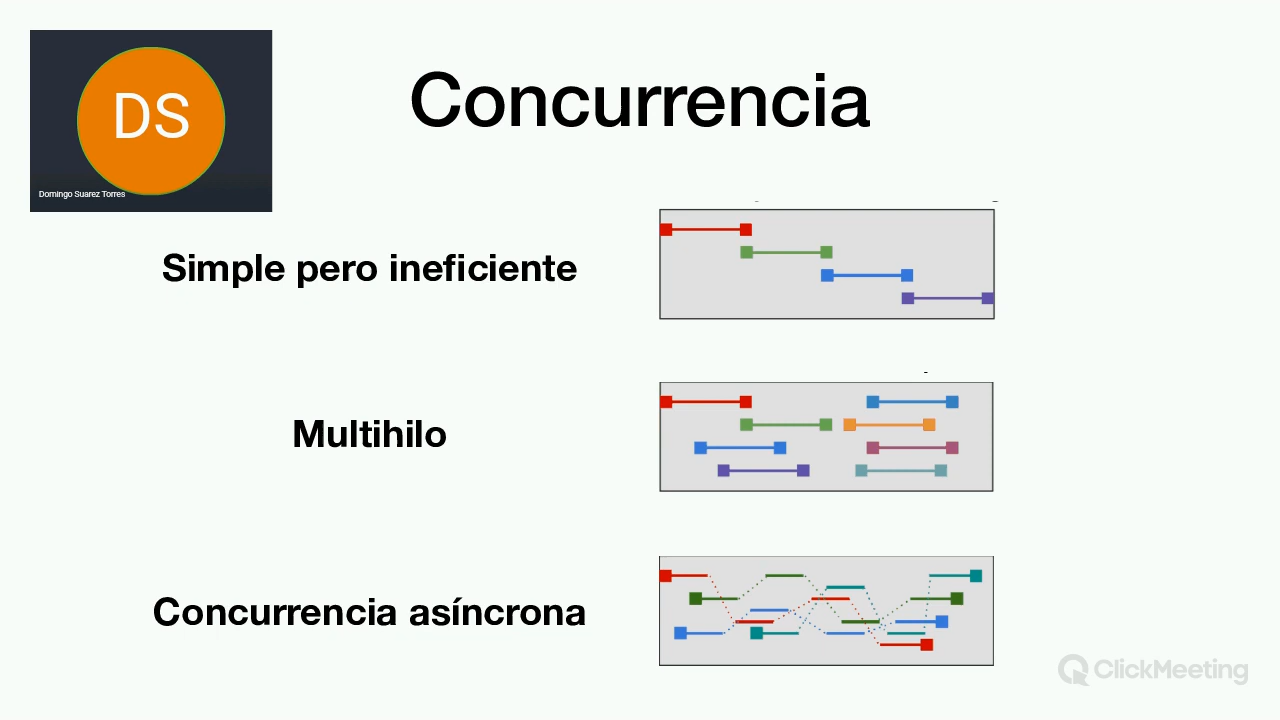 DS
Domingo Suarez Torres
Concurrencia
Simple pero ineficiente
Multihilo
Concurrencia asíncrona
ClickMeeting